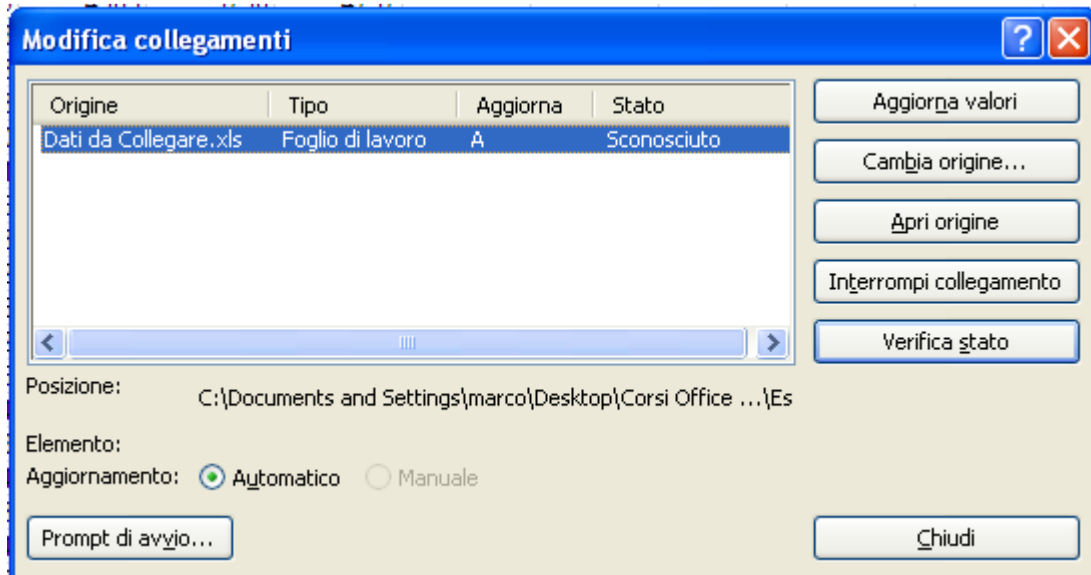 Modifica collegamenti
Origine Tipo Aggiorna Stato
Dati da Collegare.xls Foglio di lavoro A Sconosciuto
Aggiorna valori
Cambia origine...
Apri origine
Interrompi collegamento
Verifica stato
Posizione: C:\Documents and Settings\marco\Desktop\Corsi Office ...\Es
Elemento:
Aggiornamento: Automatico Manuale
Prompt di avvio... Chiudi